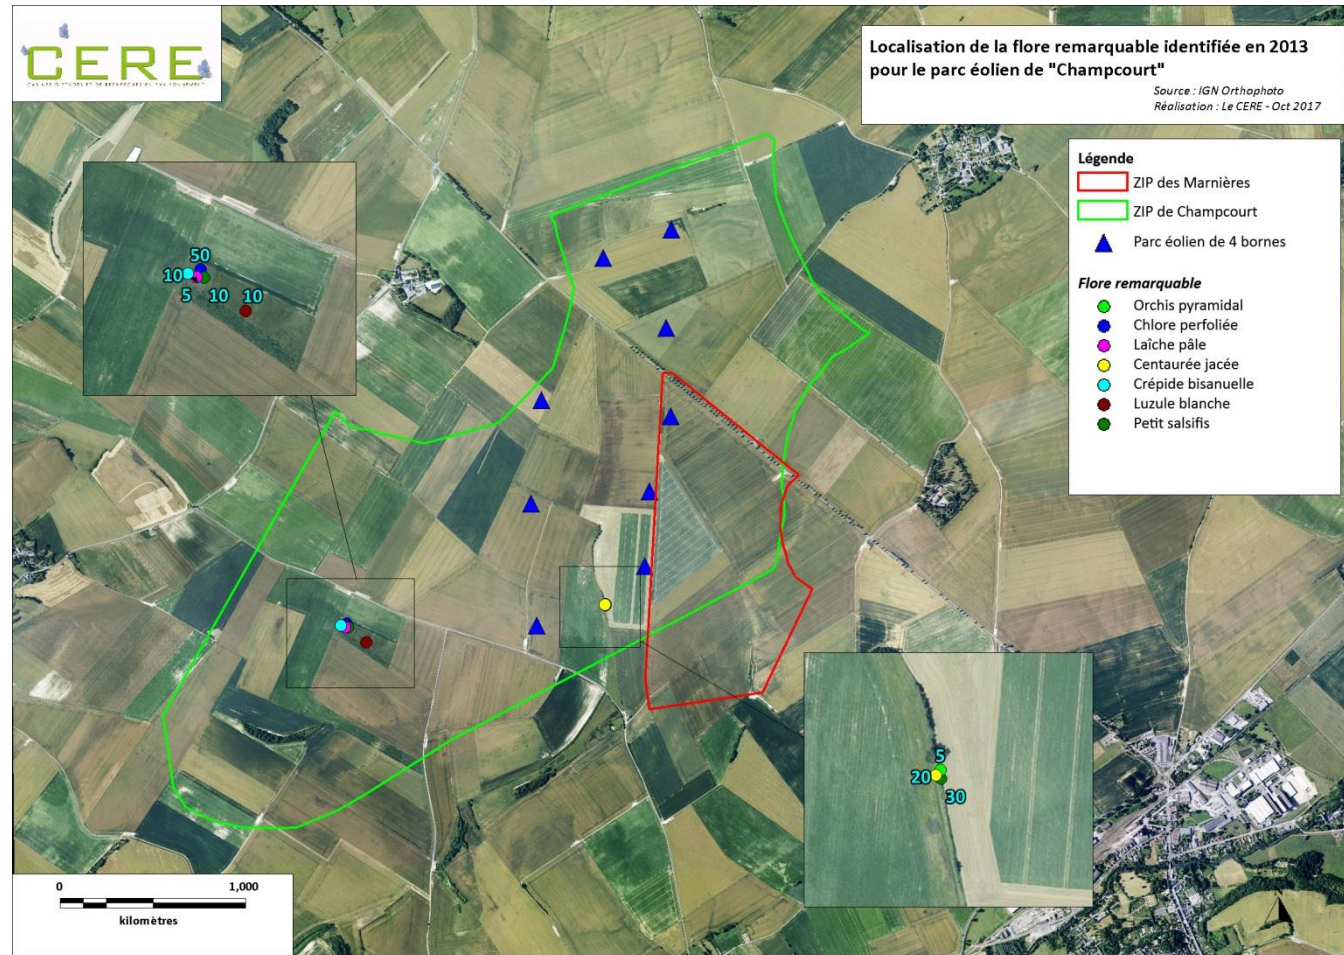 CERE
Localisation de la flore remarquable identifiée en 2013
pour le parc éolien de "Champcourt"
Source : IGN Orthophoto
Réalisation : Le CERE - Oct 2017
Légende
ZIP des Marnières
ZIP de Champcourt
Parc éolien de 4 bornes
Flore remarquable
Orchis pyramidal
Chlore perfoliée
Laîche pâle
Centaurée jacée
Crépide bisanuelle
Luzule blanche
Petit salsifis
50
10
5 10 10
5
20
30
0 1,000
kilomètres
N